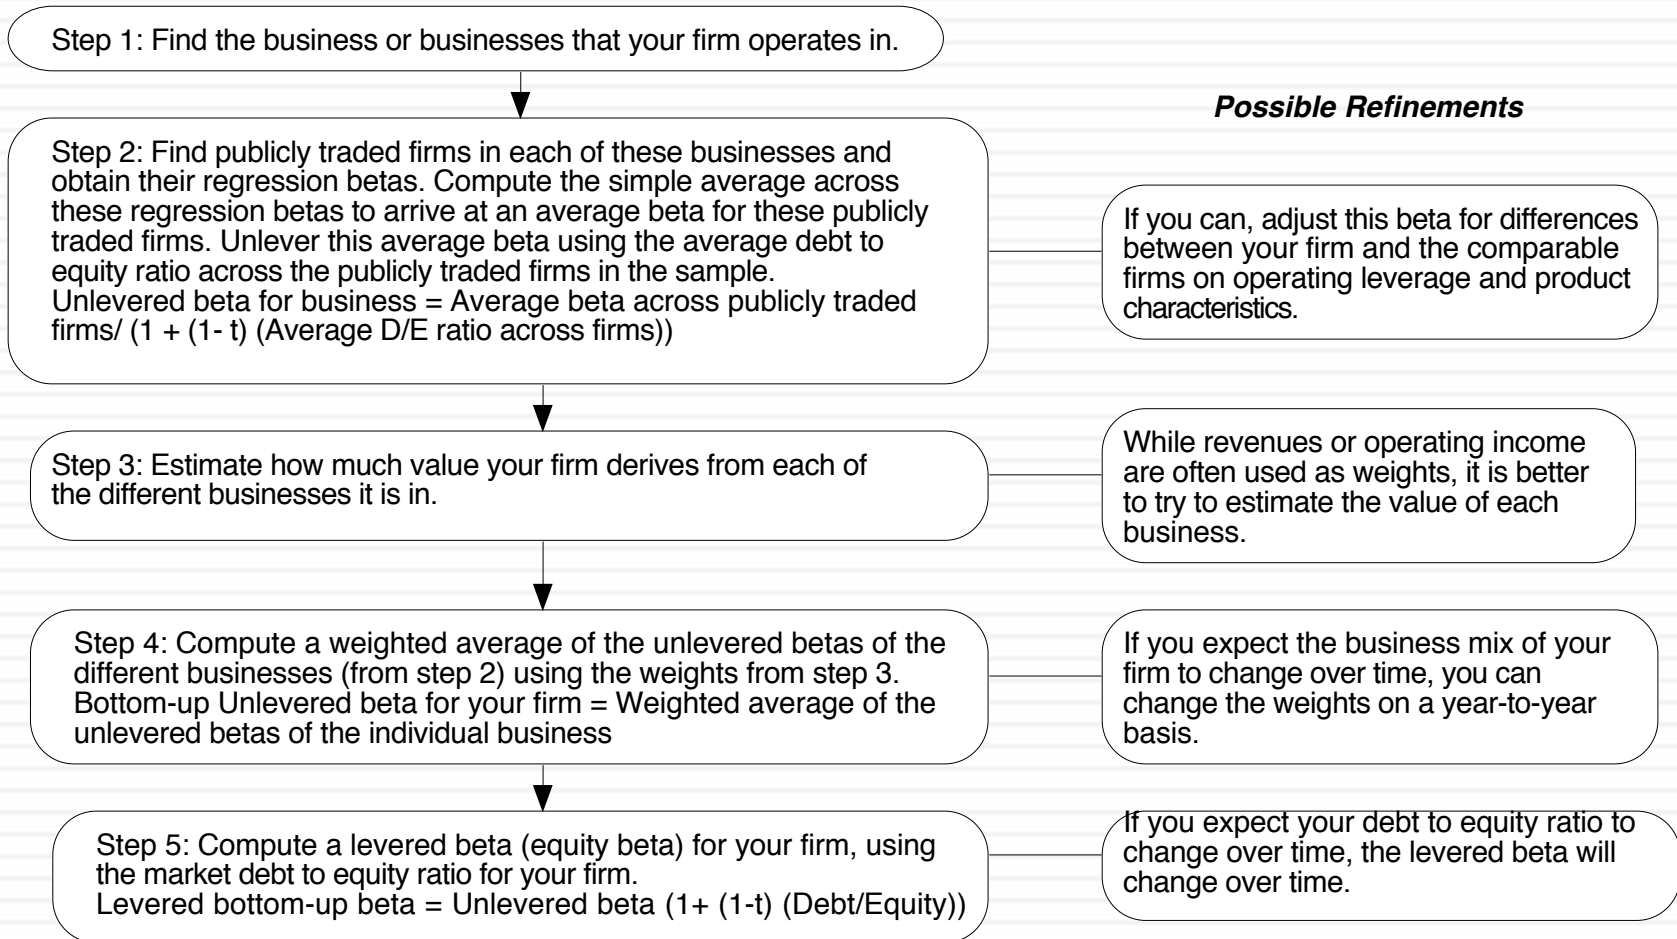 Step 1: Find the business or businesses that your firm operates in.
Possible Refinements
Step 2: Find publicly traded firms in each of these businesses and
obtain their regression betas. Compute the simple average across
these regression betas to arrive at an average beta for these publicly
traded firms. Unlever this average beta using the average debt to
equity ratio across the publicly traded firms in the sample.
Unlevered beta for business = Average beta across publicly traded
firms/ (1 + (1- t) (Average D/E ratio across firms))
If you can, adjust this beta for differences
between your firm and the comparable
firms on operating leverage and product
characteristics.
Step 3: Estimate how much value your firm derives from each of
the different businesses it is in.
While revenues or operating income
are often used as weights, it is better
to try to estimate the value of each
business.
Step 4: Compute a weighted average of the unlevered betas of the
different businesses (from step 2) using the weights from step 3.
Bottom-up Unlevered beta for your firm = Weighted average of the
unlevered betas of the individual business
If you expect the business mix of your
firm to change over time, you can
change the weights on a year-to-year
basis.
Step 5: Compute a levered beta (equity beta) for your firm, using
the market debt to equity ratio for your firm.
Levered bottom-up beta = Unlevered beta (1+ (1-t) (Debt/Equity))
If you expect your debt to equity ratio to
change over time, the levered beta will
change over time.